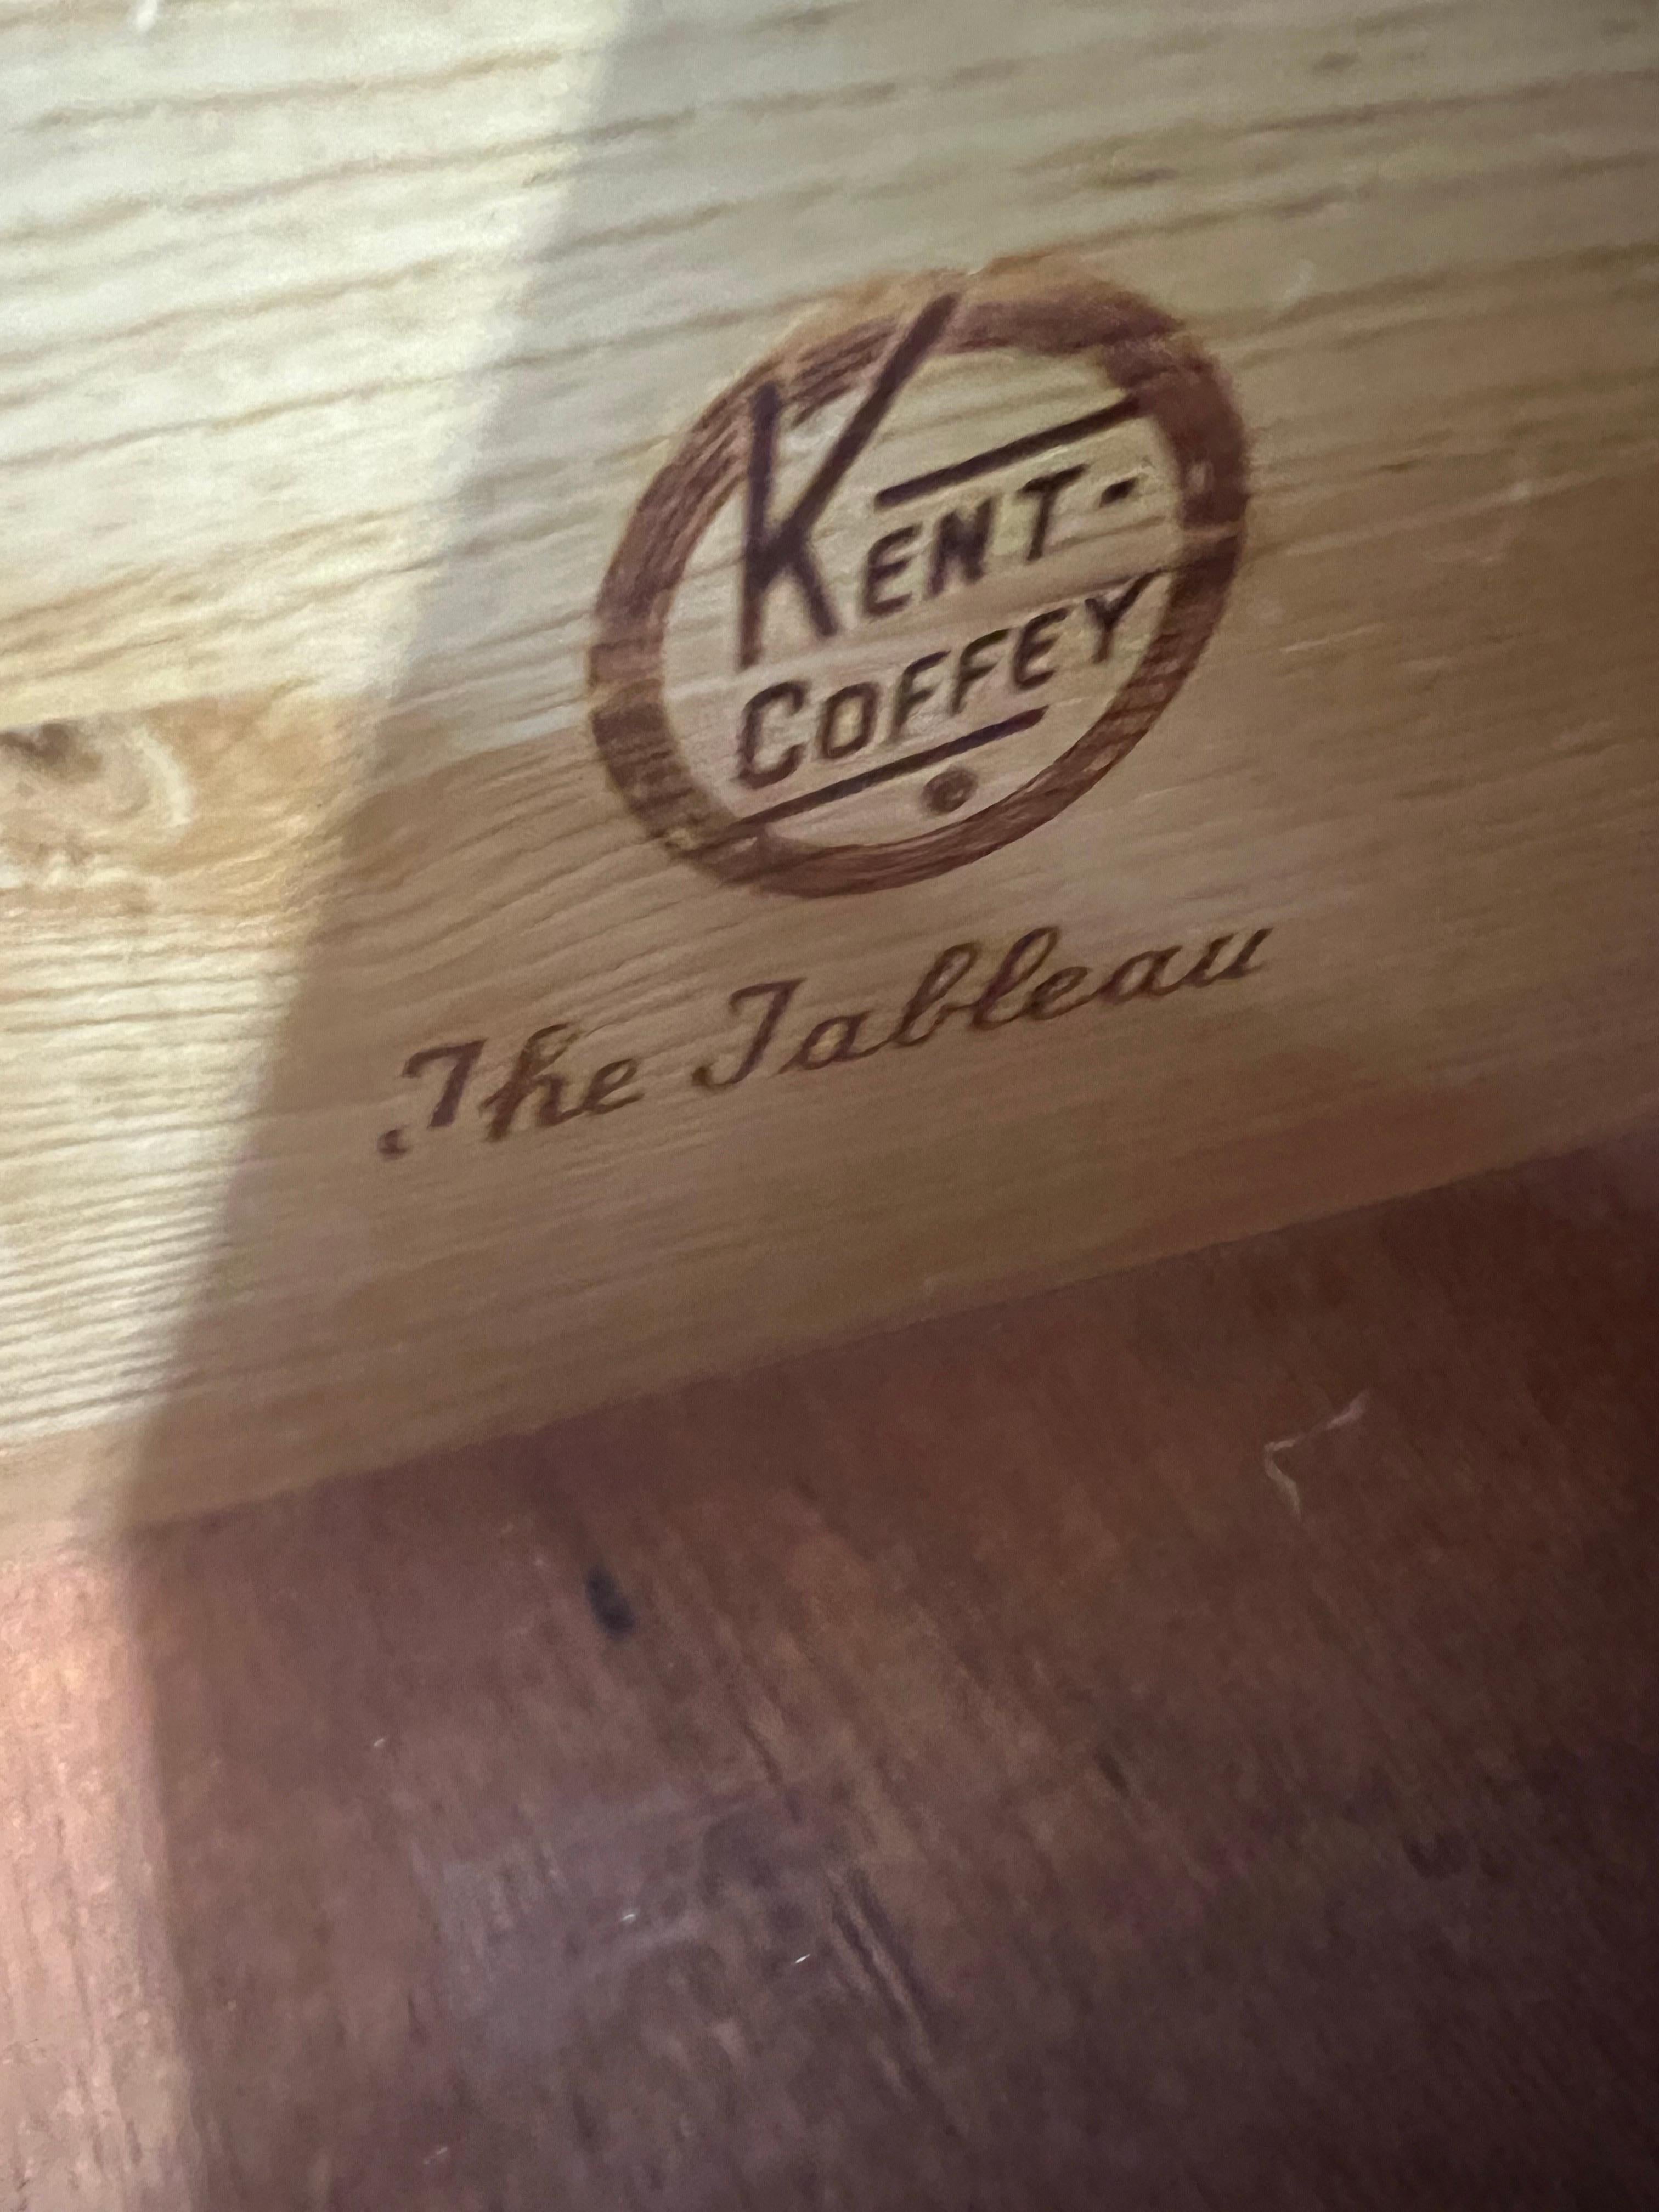 KENT-
COFFEY
®
The Tableau